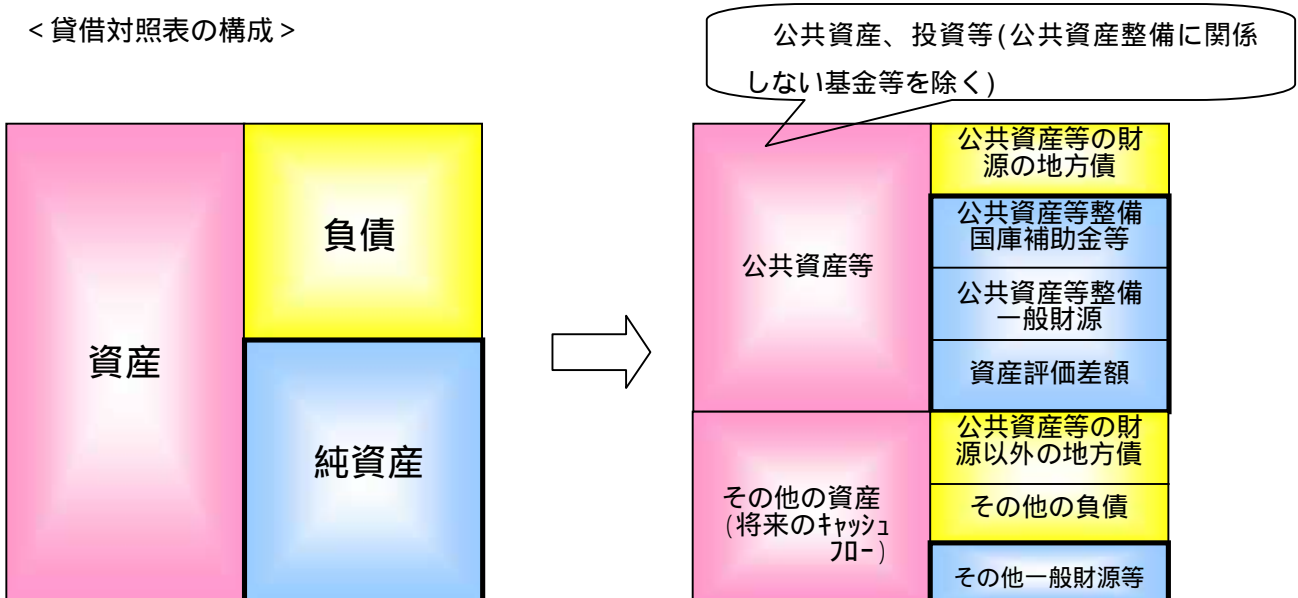 <貸借対照表の構成>
公共資産、投資等(公共資産整備に関係
しない基金等を除く)
資産
負債
純資産
公共資産等
公共資産等の財
源の地方債
公共資産等整備
国庫補助金等
公共資産等整備
一般財源
資産評価差額
その他の資産
(将来のｷｬｯｼｭ
ﾌﾛｰ)
公共資産等の財
源以外の地方債
その他の負債
その他一般財源等